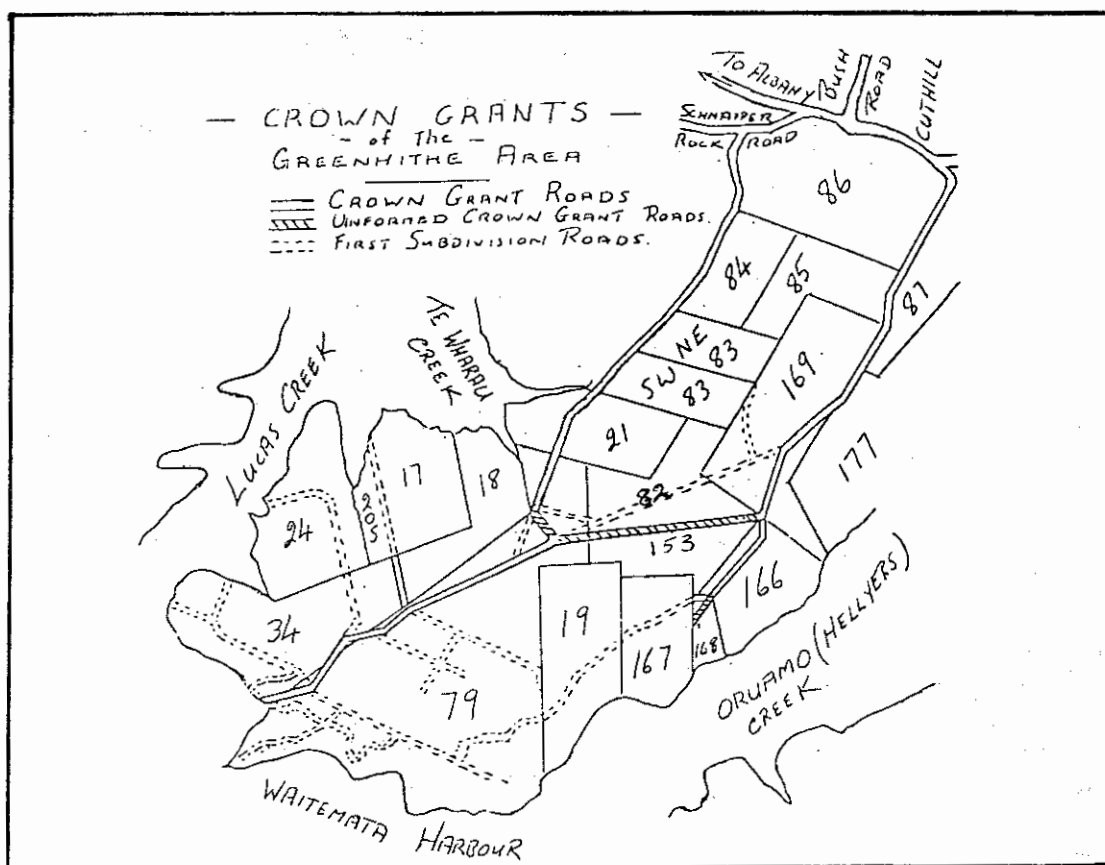 To Albany
Bush
Road
Cuthill
Schnapper
Rock Road
— Crown Grants —
- of the -
Greenhithe Area
Crown Grant Roads
Unformed Crown Grant Roads.
First Subdivision Roads.
86
84
85
87
NE
83
SW
83
169
Te Wharau
Creek
Lucas Creek
21
177
17
18
82
205
24
153
166
34
19
167
168
79
Oruamo (Hellyers)
Creek
Waitemata Harbour